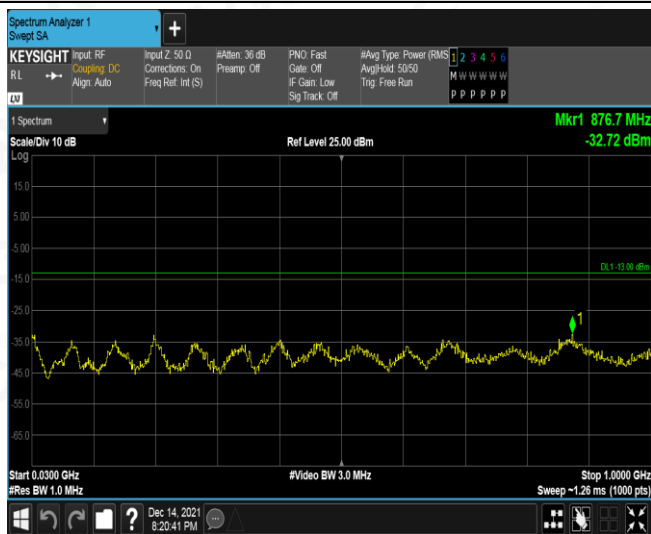 Spectrum Analyzer 1
Swept SA
KEYSIGHT
RL
LXI
Input: RF
Coupling: DC
Align: Auto
Input Z: 50 Ω
Corrections: On
Freq Ref: Int (S)
#Atten: 36 dB
Preamp: Off
PNO: Fast
Gate: Off
IF Gain: Low
Sig Track: Off
#Avg Type: Power (RMS
Avg|Hold: 50/50
Trig: Free Run
1 2 3 4 5 6
M W W W W W
P P P P P P
1 Spectrum
Scale/Div 10 dB
Log
Ref Level 25.00 dBm
Mkr1 876.7 MHz
-32.72 dBm
15.0
5.00
-5.00
-15.0
-25.0
-35.0
-45.0
-55.0
-65.0
DL1 -13.00 dBm
1
Start 0.0300 GHz
#Res BW 1.0 MHz
#Video BW 3.0 MHz
Stop 1.0000 GHz
Sweep ~1.26 ms (1000 pts)
?
Dec 14, 2021
8:20:41 PM